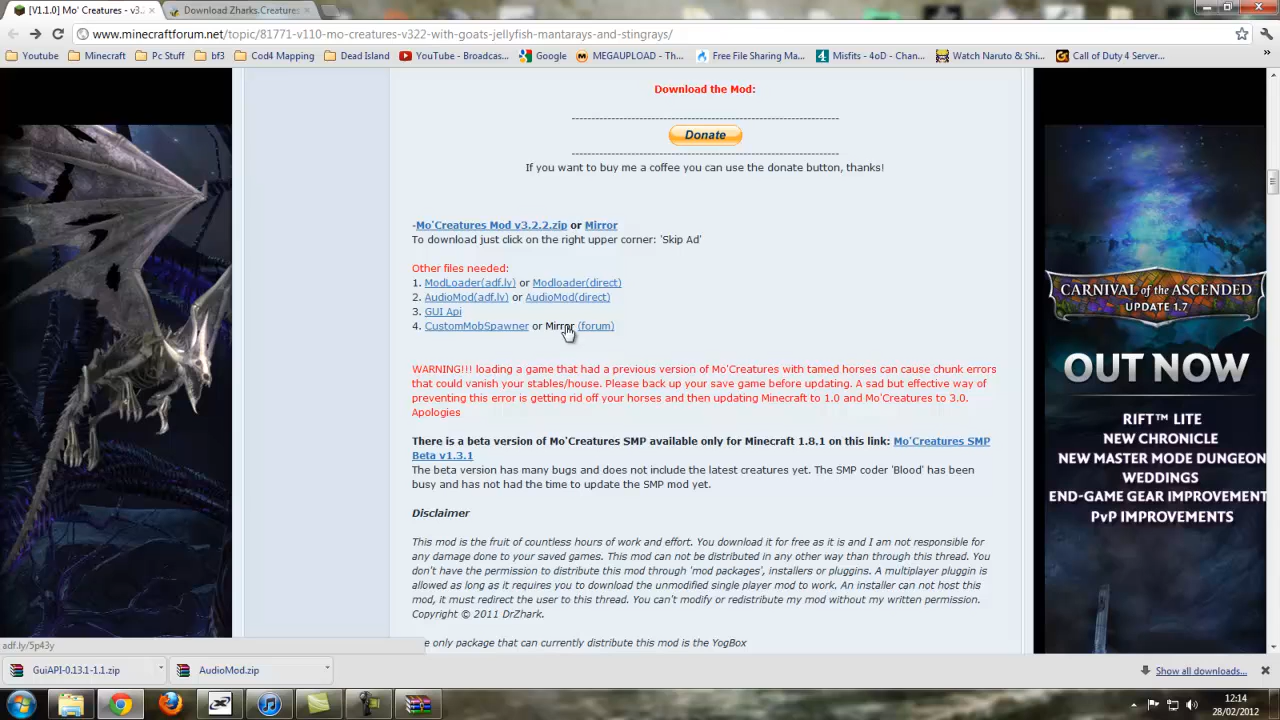 [V1.1.0] Mo' Creatures - v3.
Download Zharks.Creatures
www.minecraftforum.net/topic/81771-v110-mo-creatures-v322-with-goats-jellyfish-mantarays-and-stingrays/
Youtube Minecraft Pc Stuff bf3 Cod4 Mapping Dead Island YouTube - Broadcas... Google MEGAUPLOAD - Th... Free File Sharing Ma... Misfits - 4oD - Chan... Watch Naruto & Shi... Call of Duty 4 Server...
Download the Mod:
----------------------------------------------------------------
Donate
----------------------------------------------------------------
If you want to buy me a coffee you can use the donate button, thanks!
-Mo'Creatures Mod v3.2.2.zip or Mirror
To download just click on the right upper corner: 'Skip Ad'
Other files needed:
1. ModLoader(adf.lv) or Modloader(direct)
2. AudioMod(adf.lv) or AudioMod(direct)
3. GUI Api
4. CustomMobSpawner or Mirror (forum)
WARNING!!! loading a game that had a previous version of Mo'Creatures with tamed horses can cause chunk errors
that could vanish your stables/house. Please back up your save game before updating. A sad but effective way of
preventing this error is getting rid off your horses and then updating Minecraft to 1.0 and Mo'Creatures to 3.0.
Apologies
There is a beta version of Mo'Creatures SMP available only for Minecraft 1.8.1 on this link: Mo'Creatures SMP
Beta v1.3.1
The beta version has many bugs and does not include the latest creatures yet. The SMP coder 'Blood' has been
busy and has not had the time to update the SMP mod yet.
Disclaimer
This mod is the fruit of countless hours of work and effort. You download it for free as it is and I am not responsible for
any damage done to your saved games. This mod can not be distributed in any other way than through this thread. You
don't have the permission to distribute this mod through 'mod packages', installers or plugins. A multiplayer pluggin is
allowed as long as it requires you to download the unmodified single player mod to work. An installer can not host this
mod, it must redirect the user to this thread. You can't modify or redistribute my mod without my written permission.
Copyright © 2011 DrZhark.
e only package that can currently distribute this mod is the YogBox
CARNIVAL OF THE ASCENDED
UPDATE 1.7
OUT NOW
RIFT™ LITE
NEW CHRONICLE
NEW MASTER MODE DUNGEON
WEDDINGS
END-GAME GEAR IMPROVEMENT
PvP IMPROVEMENTS
adf.ly/5p43y
GuiAPI-0.13.1-1.1.zip
AudioMod.zip
Show all downloads...
12:14
28/02/2012